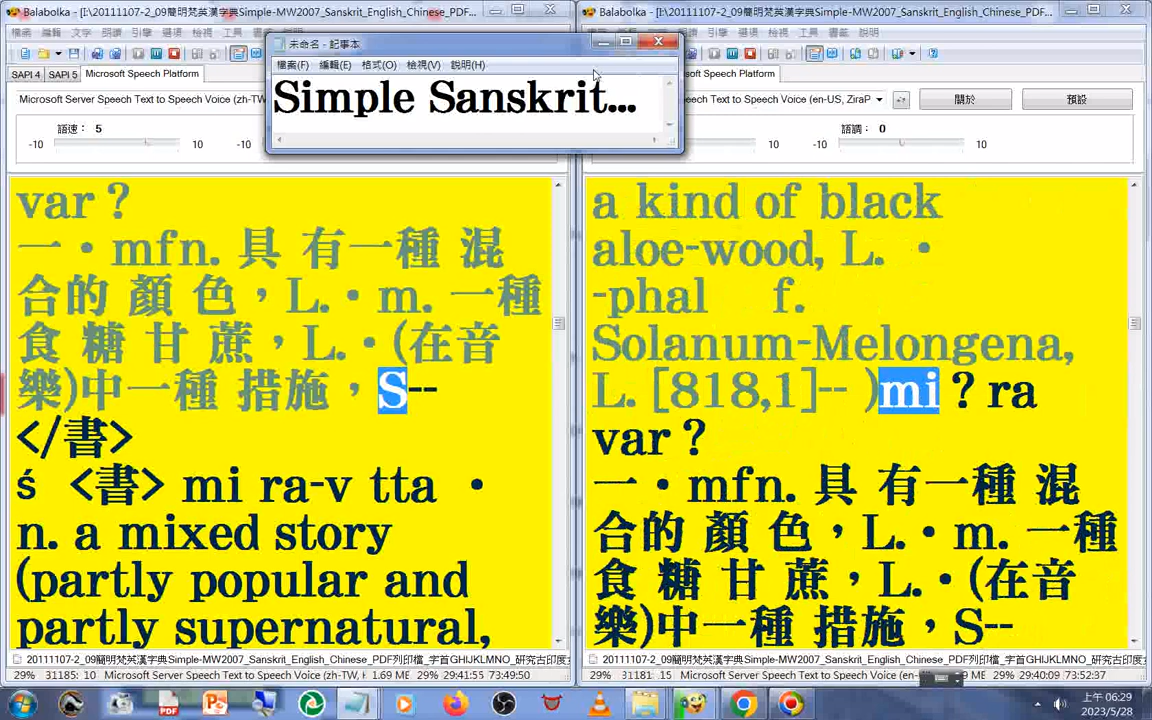 Balabolka - [I:\20111107-2_09簡明梵英漢字典Simple-MW2007_Sanskrit_English_Chinese_PDF...
Balabolka - [I:\20111107-2_09簡明梵英漢字典Simple-MW2007_Sanskrit_English_Chinese_PDF...
未命名 - 記事本
檔案(F) 編輯(E) 格式(O) 檢視(V) 說明(H)
Simple Sanskrit...
SAPI 4 SAPI 5 Microsoft Speech Platform
Microsoft Server Speech Text to Speech Voice (zh-TW
語速： 5
-10 10 -10
eech Platform
eech Text to Speech Voice (en-US, ZiraP
關於
預設
語調： 0
10 -10 10
var？
一•mfn. 具 有一種 混
合的 顏 色，L.•m. 一種
食 糖 甘 蔗，L.•(在音
樂)中一種 措施，S--
</書>
ś <書> mi ra-v tta •
n. a mixed story
(partly popular and
partly supernatural,
a kind of black
aloe-wood, L. •
-phal f.
Solanum-Melongena,
L. [818,1]-- )mi ？ra
var？
一•mfn. 具 有一種 混
合的 顏 色，L.•m. 一種
食 糖 甘 蔗，L.•(在音
樂)中一種 措施，S--
20111107-2_09簡明梵英漢字典Simple-MW2007_Sanskrit_English_Chinese_PDF列印檔_字首GHIJKLMNO_研究古印度
20111107-2_09簡明梵英漢字典Simple-MW2007_Sanskrit_English_Chinese_PDF列印檔_字首GHIJKLMNO_研究古印度
29% 31185: 10 Microsoft Server Speech Text to Speech Voice (zh-TW, H 1.69 MB 29% 29:41:55 73:49:50
29% 31181 15 Microsoft Server Speech Text to Speech Voice 29% 29:40:09 73:52:37
上午 06:29
2023/5/28